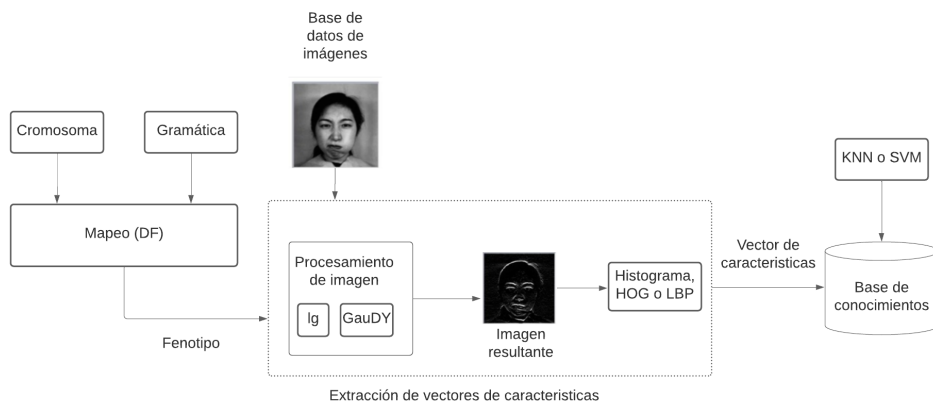 Base de
datos de
imágenes
Cromosoma
Gramática
KNN o SVM
Mapeo (DF)
Procesamiento
de imagen
Ig
GauDY
Imagen
resultante
Histograma,
HOG o LBP
Vector de
caracteristicas
Base de
conocimientos
Fenotipo
Extracción de vectores de caracteristicas